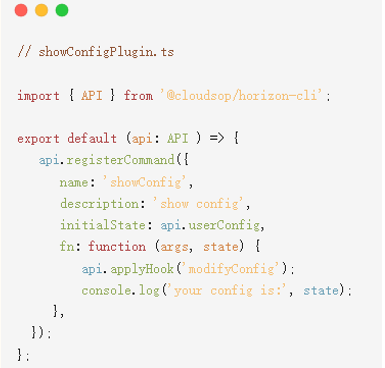 // showConfigPlugin.ts
import { API } from '@cloudsop/horizon-cli';
export default (api: API ) => {
api.registerCommand({
name: 'showConfig',
description: 'show config',
initialState: api.userConfig,
fn: function (args, state) {
api.applyHook('modifyConfig');
console.log('your config is:', state);
},
});
};